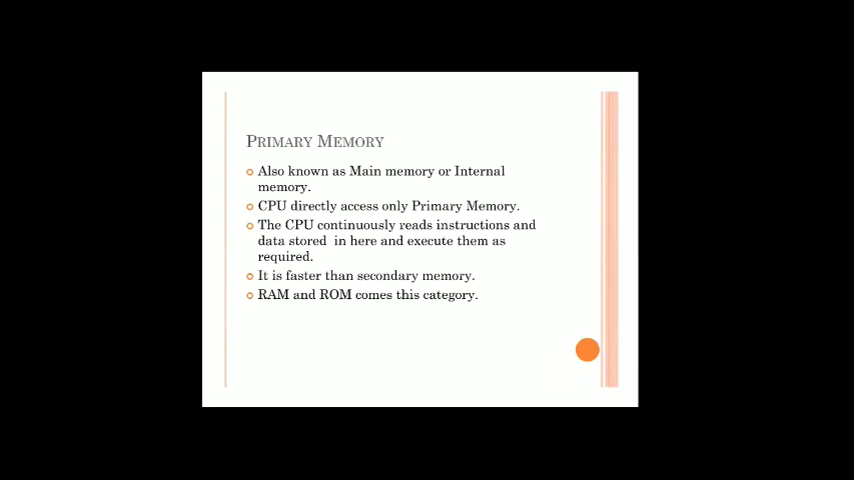 PRIMARY MEMORY
Also known as Main memory or Internal
memory.
CPU directly access only Primary Memory.
The CPU continuously reads instructions and
data stored in here and execute them as
required.
It is faster than secondary memory.
RAM and ROM comes this category.